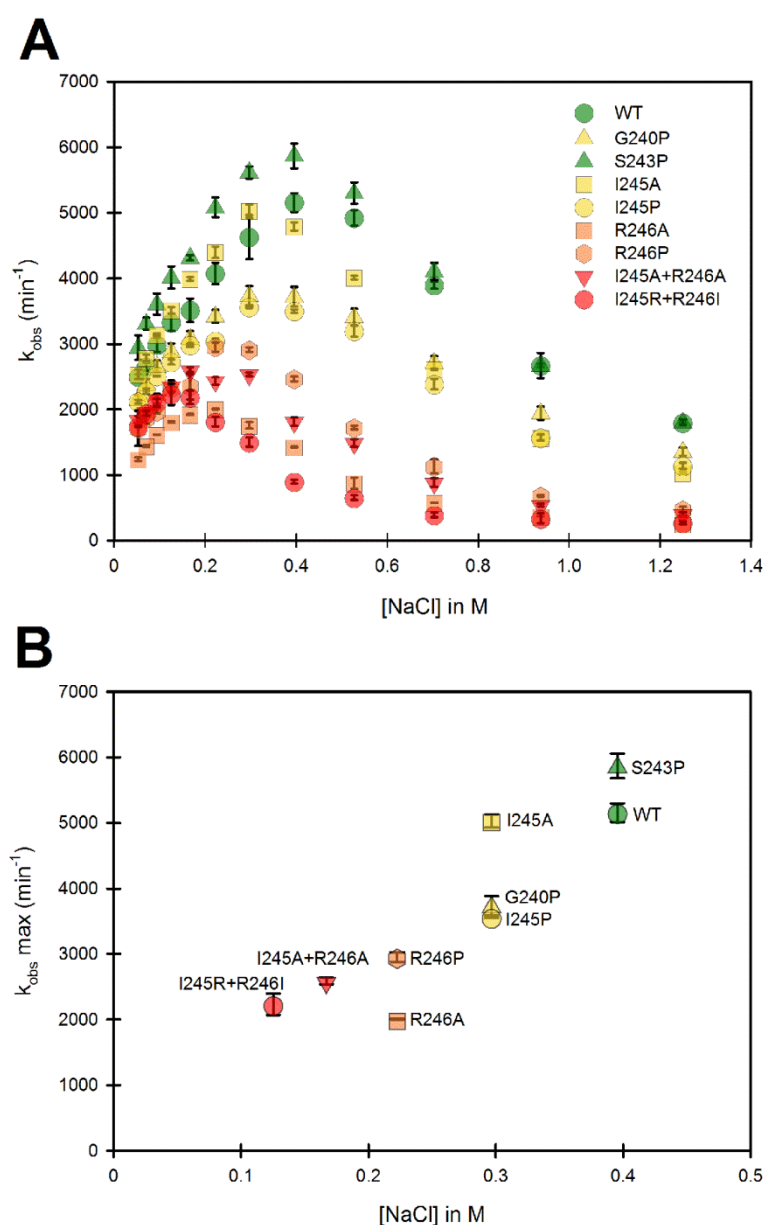 A
7000
6000
5000
4000
3000
2000
1000
0
k_obs (min⁻¹)
WT
G240P
S243P
I245A
I245P
R246A
R246P
I245A+R246A
I245R+R246I
0 0.2 0.4 0.6 0.8 1.0 1.2 1.4
[NaCl] in M
B
7000
6000
5000
4000
3000
2000
1000
0
k_obs max (min⁻¹)
S243P
I245A
WT
G240P
I245P
I245A+R246A
R246P
I245R+R246I
R246A
0 0.1 0.2 0.3 0.4 0.5
[NaCl] in M